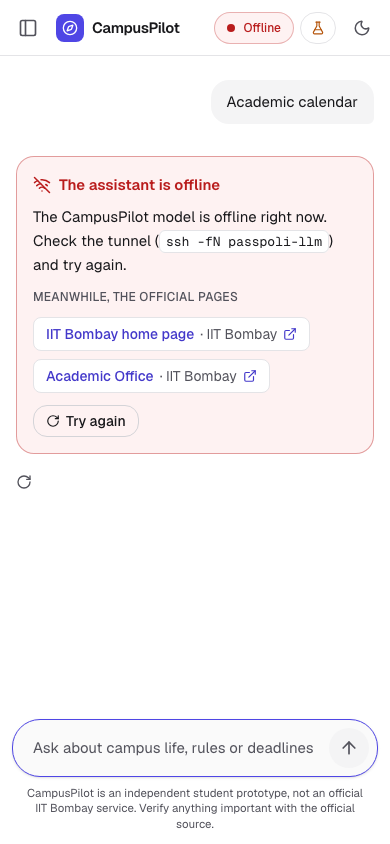 CampusPilot
Offline
Academic calendar
The assistant is offline
The CampusPilot model is offline right now.
Check the tunnel (ssh -fN passpoli-llm)
and try again.
MEANWHILE, THE OFFICIAL PAGES
IIT Bombay home page · IIT Bombay
Academic Office · IIT Bombay
Try again
Ask about campus life, rules or deadlines
CampusPilot is an independent student prototype, not an official
IIT Bombay service. Verify anything important with the official
source.